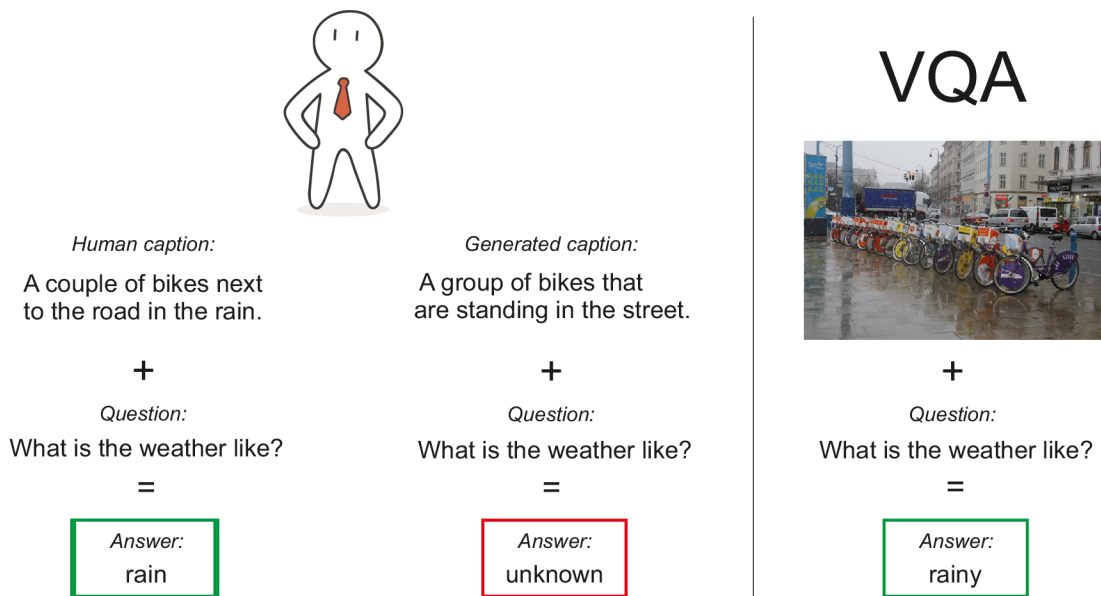 VQA
Human caption:
A couple of bikes next
to the road in the rain.
+
Question:
What is the weather like?
=
Answer:
rain
Generated caption:
A group of bikes that
are standing in the street.
+
Question:
What is the weather like?
=
Answer:
unknown
+
Question:
What is the weather like?
=
Answer:
rainy